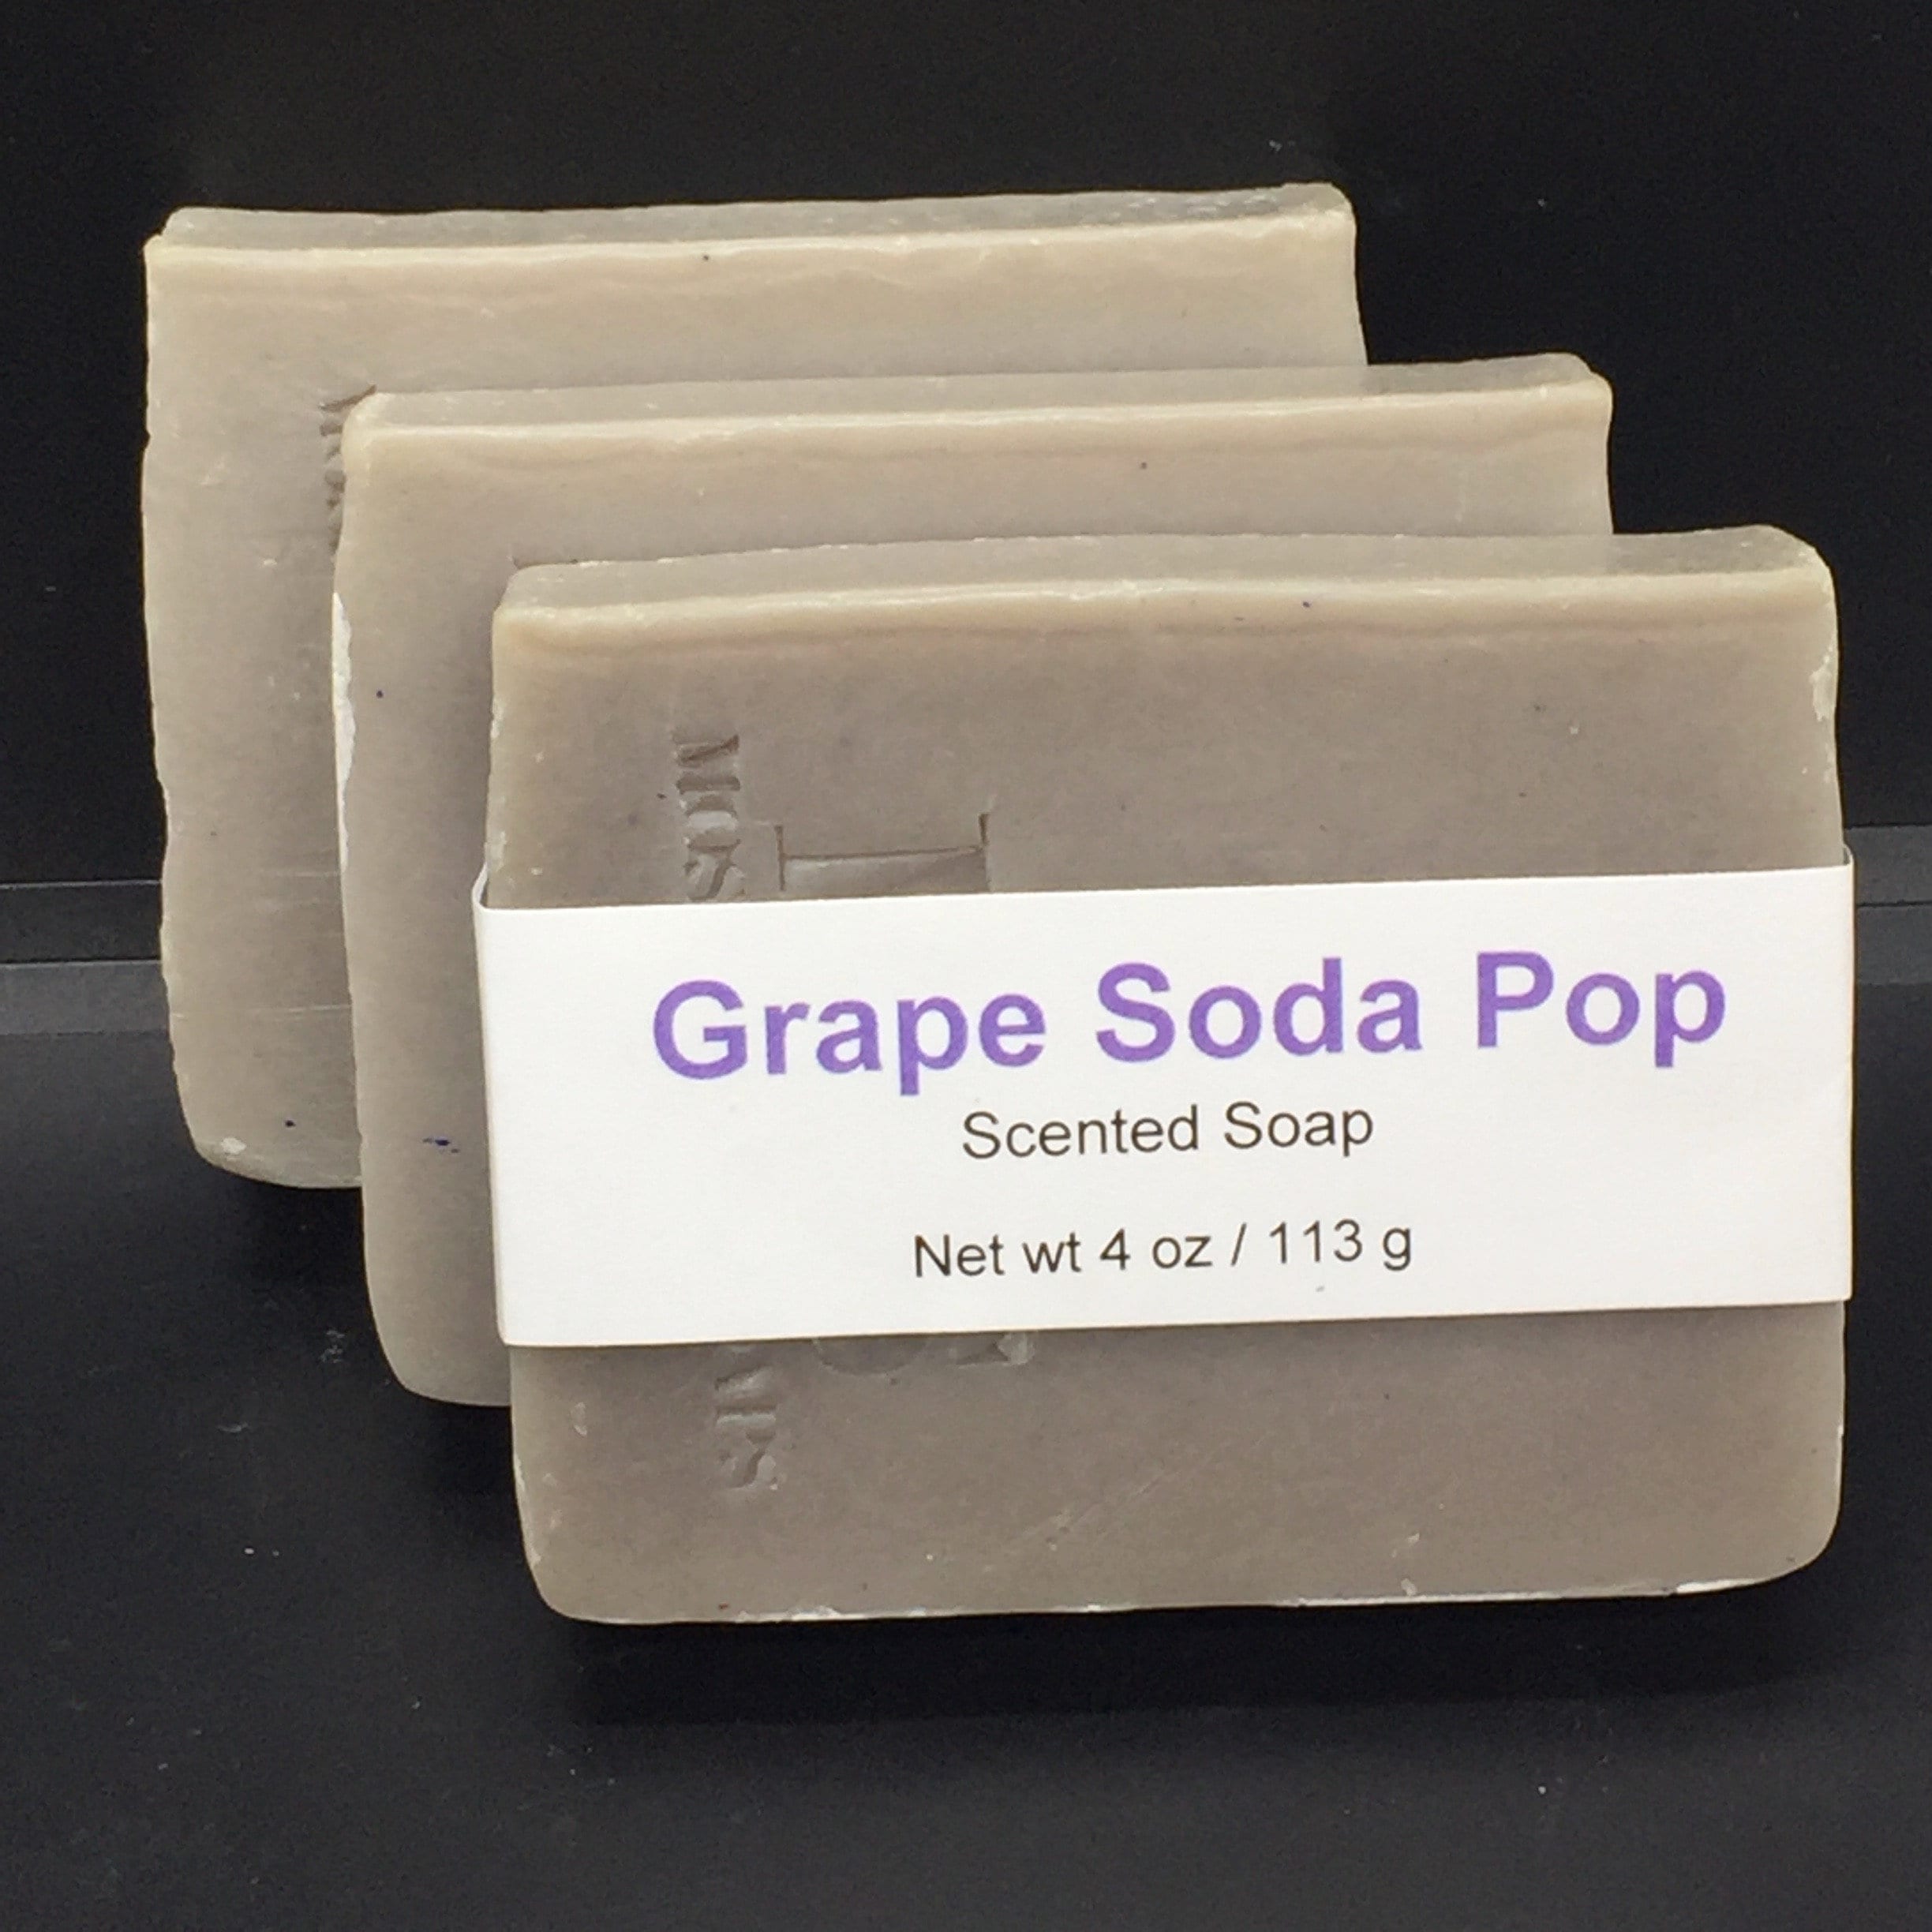 Grape Soda Pop
Scented Soap
Net wt 4 oz / 113 g